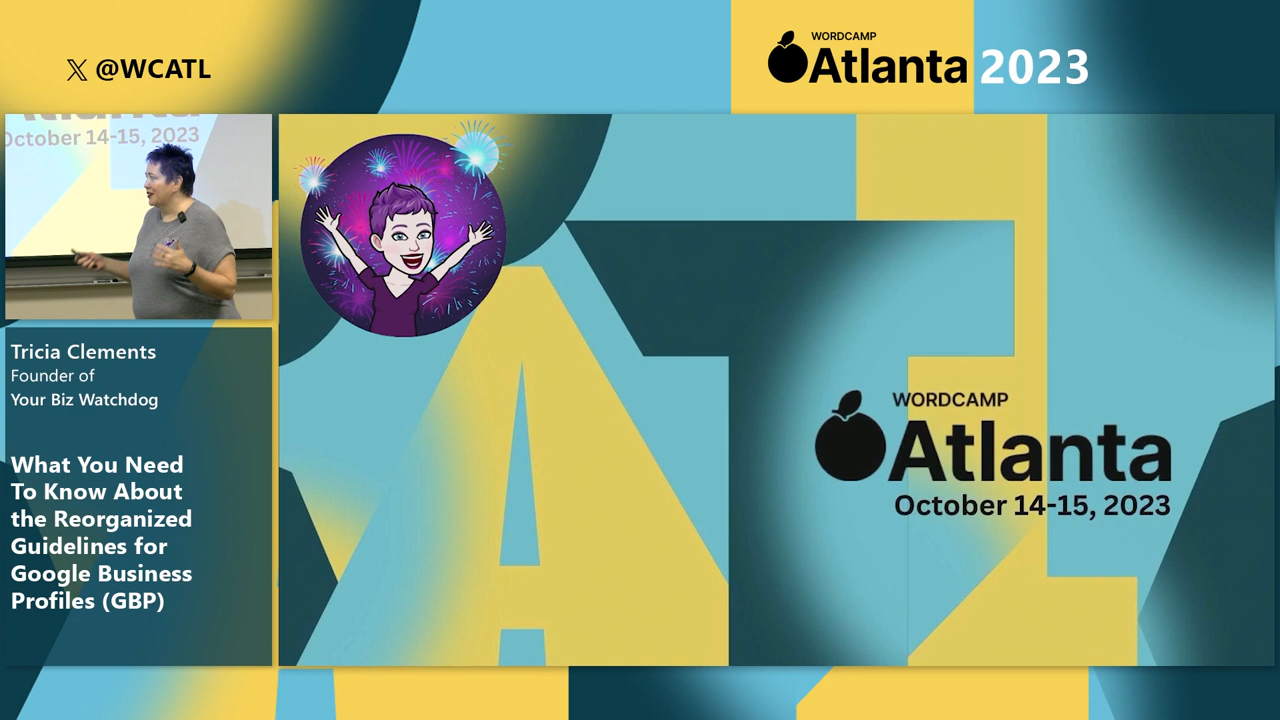 𝕏 @WCATL
WORDCAMP
Atlanta 2023
October 14-15, 2023
Tricia Clements
Founder of
Your Biz Watchdog
What You Need
To Know About
the Reorganized
Guidelines for
Google Business
Profiles (GBP)
WORDCAMP
Atlanta
October 14-15, 2023